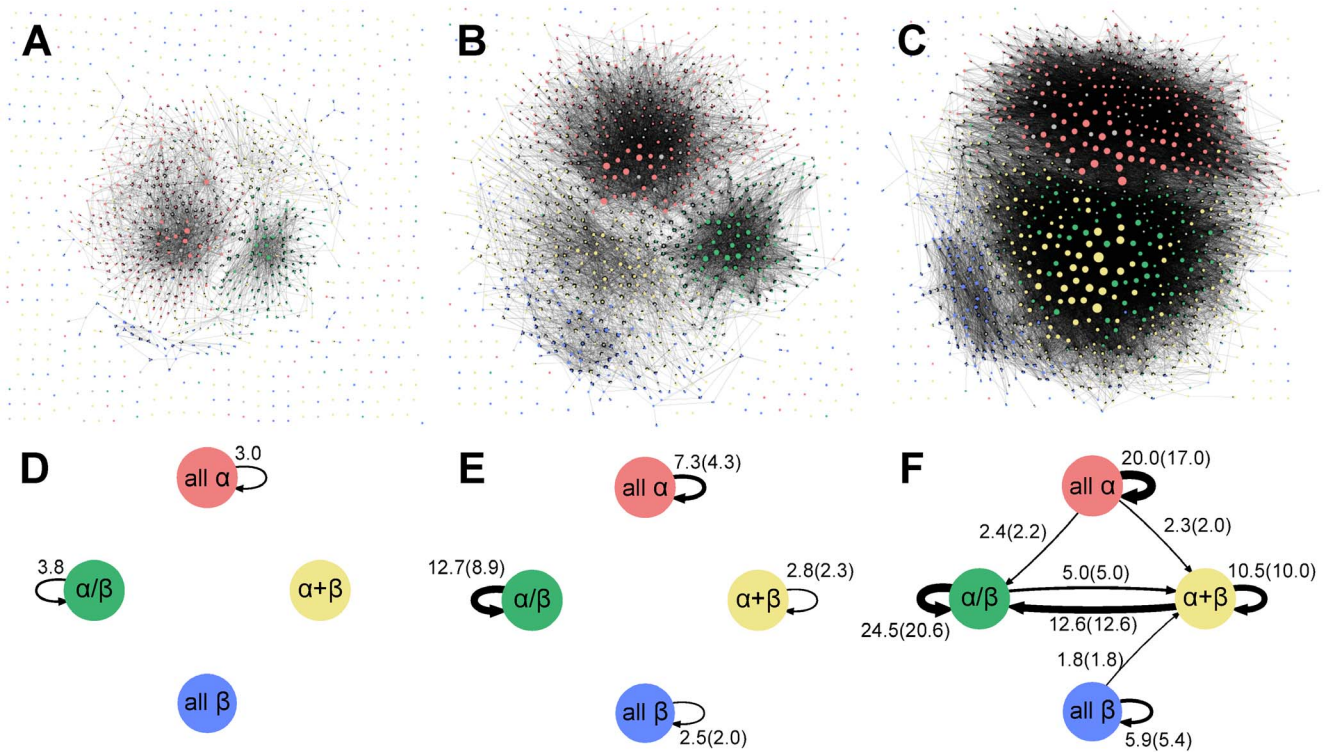 A
B
C
D
3.0
all α
3.8
α/β
α+β
all β
E
7.3(4.3)
all α
12.7(8.9)
α/β
2.8(2.3)
α+β
all β
2.5(2.0)
F
20.0(17.0)
all α
2.4(2.2)
2.3(2.0)
α/β
5.0(5.0)
α+β
10.5(10.0)
24.5(20.6)
12.6(12.6)
1.8(1.8)
all β
5.9(5.4)